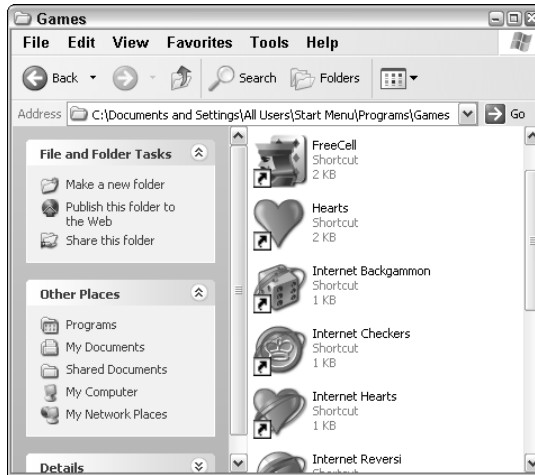 Games
File Edit View Favorites Tools Help
Back Search Folders
Address C:\Documents and Settings\All Users\Start Menu\Programs\Games Go
File and Folder Tasks
Make a new folder
Publish this folder to
the Web
Share this folder
Other Places
Programs
My Documents
Shared Documents
My Computer
My Network Places
Details
FreeCell
Shortcut
2 KB
Hearts
Shortcut
2 KB
Internet Backgammon
Shortcut
1 KB
Internet Checkers
Shortcut
1 KB
Internet Hearts
Shortcut
1 KB
Internet Reversi
Shortcut